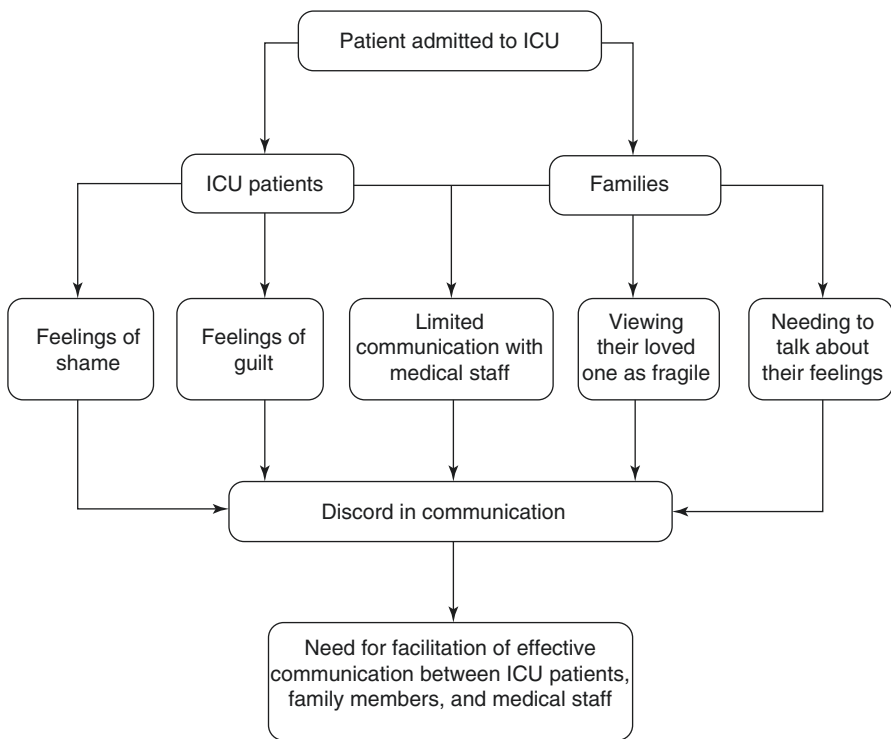 Patient admitted to ICU
ICU patients
Families
Feelings of
shame
Feelings of
guilt
Limited
communication with
medical staff
Viewing
their loved
one as fragile
Needing to
talk about
their feelings
Discord in communication
Need for facilitation of effective
communication between ICU patients,
family members, and medical staff